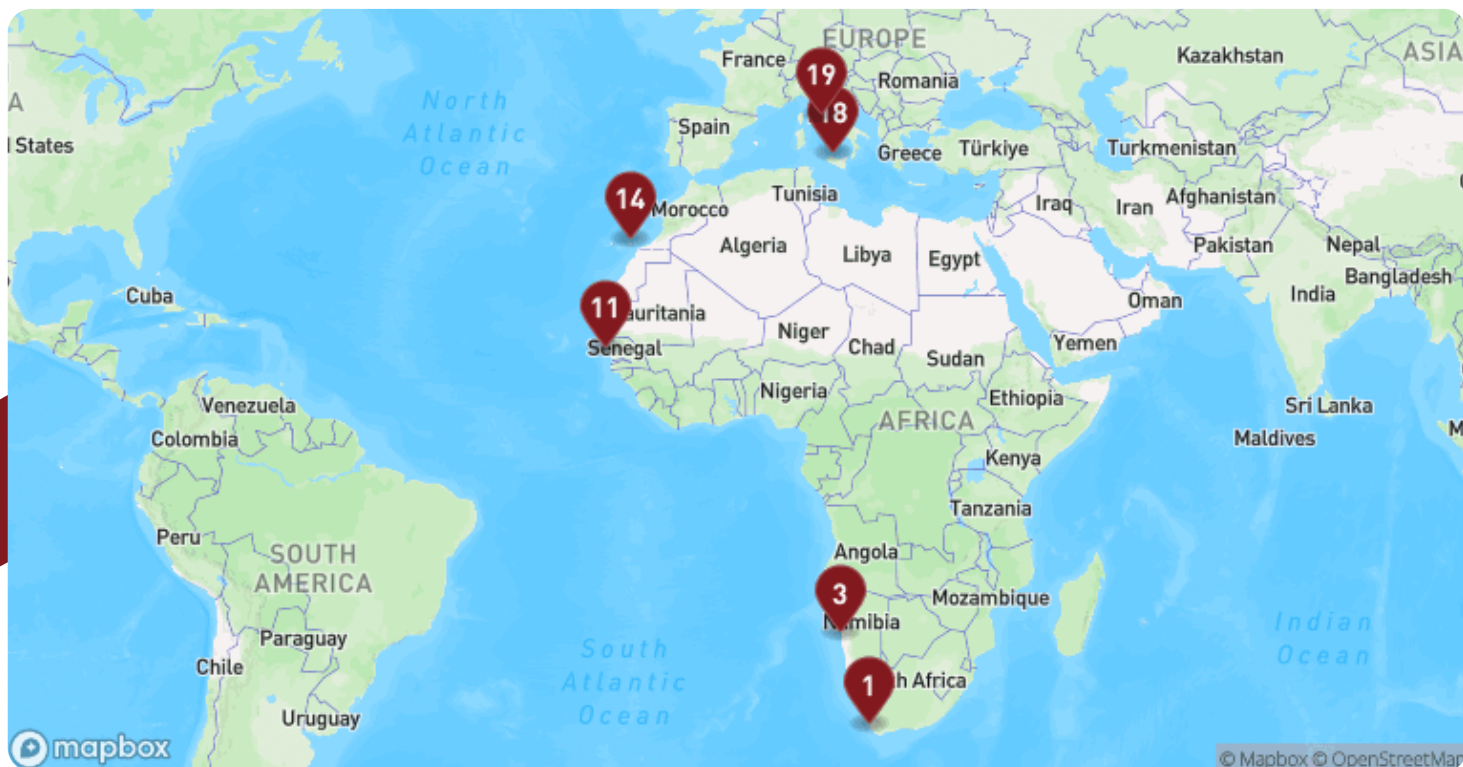 EUROPE
France
Kazakhstan
ASIA
19
Romania
A
North
Atlantic
Ocean
18
Spain
States
Greece
Türkiye
Turkmenistan
14
Morocco
Tunisia
Iraq
Iran
Afghanistan
Algeria
Libya
Egypt
Pakistan
Nepal
Bangladesh
Cuba
11
auritania
Oman
India
Niger
Chad
Senegal
Sudan
Yemen
Nigeria
Ethiopia
Venezuela
Sri Lanka
Colombia
AFRICA
Maldives
M
Kenya
Tanzania
Peru
SOUTH
AMERICA
Angola
3
Mozambique
Namibia
Indian
Ocean
Paraguay
South
Atlantic
Ocean
Chile
1
h Africa
Uruguay
mapbox
© Mapbox © OpenStreetMap